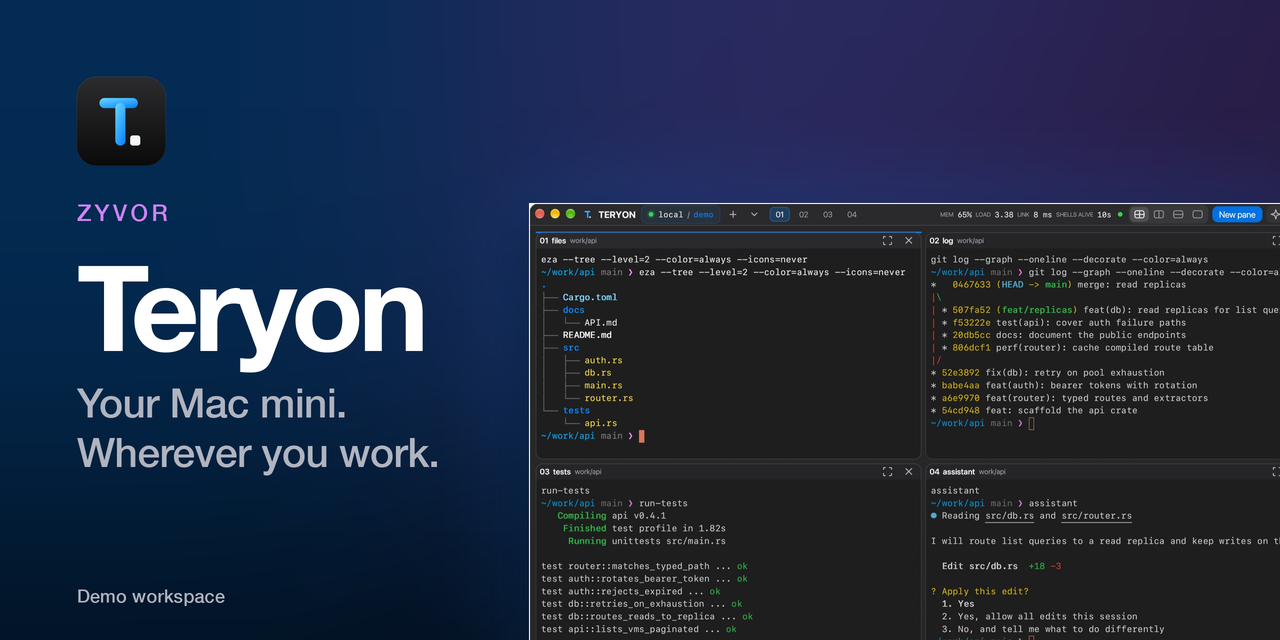 T.
ZYVOR
Teryon
Your Mac mini.
Wherever you work.
Demo workspace
T. TERYON local / demo + 01 02 03 04 MEM 65% LOAD 3.38 LINK 8 ms SHELLS ALIVE 10s New pane
01 files work/api
eza --tree --level=2 --color=always --icons=never
~/work/api main ❯ eza --tree --level=2 --color=always --icons=never
.
├── Cargo.toml
├── docs
│   └── API.md
├── README.md
├── src
│   ├── auth.rs
│   ├── db.rs
│   ├── main.rs
│   └── router.rs
└── tests
    └── api.rs
~/work/api main ❯
02 log work/api
git log --graph --oneline --decorate --color=always
~/work/api main ❯ git log --graph --oneline --decorate --color=a
*   0467633 (HEAD -> main) merge: read replicas
|\
| * 507fa52 (feat/replicas) feat(db): read replicas for list que
| * f53222e test(api): cover auth failure paths
| * 20db5cc docs: document the public endpoints
| * 806dcf1 perf(router): cache compiled route table
|/
* 52e3892 fix(db): retry on pool exhaustion
* babe4aa feat(auth): bearer tokens with rotation
* a6e9970 feat(router): typed routes and extractors
* 54cd948 feat: scaffold the api crate
~/work/api main ❯
03 tests work/api
run-tests
~/work/api main ❯ run-tests
Compiling api v0.4.1
Finished test profile in 1.82s
Running unittests src/main.rs
test router::matches_typed_path ... ok
test auth::rotates_bearer_token ... ok
test auth::rejects_expired ... ok
test db::retries_on_exhaustion ... ok
test db::routes_reads_to_replica ... ok
test api::lists_vms_paginated ... ok
04 assistant work/api
assistant
~/work/api main ❯ assistant
● Reading src/db.rs and src/router.rs
I will route list queries to a read replica and keep writes on th
Edit src/db.rs +18 −3
? Apply this edit?
1. Yes
2. Yes, allow all edits this session
3. No, and tell me what to do differently